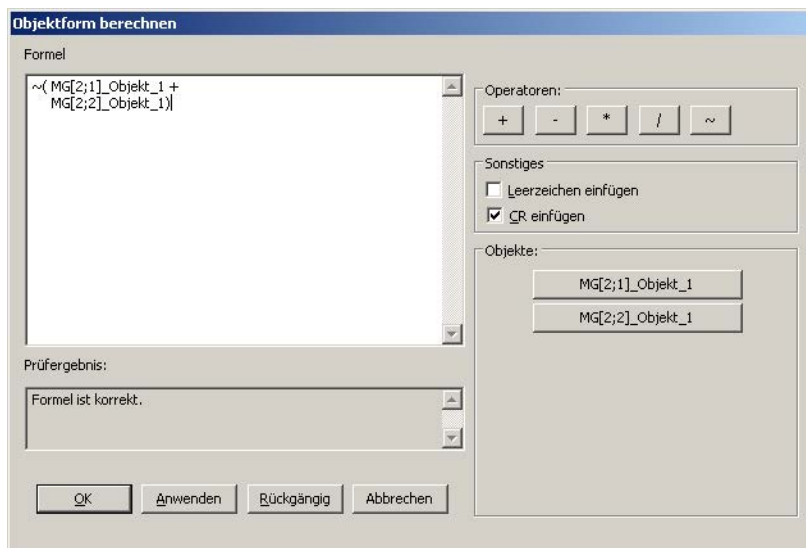 Objektform berechnen
Formel
~( MG[2;1]_Objekt_1 +
MG[2;2]_Objekt_1)
Operatoren:
+ - * / ~
Sonstiges
Leerzeichen einfügen
CR einfügen
Objekte:
MG[2;1]_Objekt_1
MG[2;2]_Objekt_1
Prüfergebnis:
Formel ist korrekt.
OK Anwenden Rückgängig Abbrechen